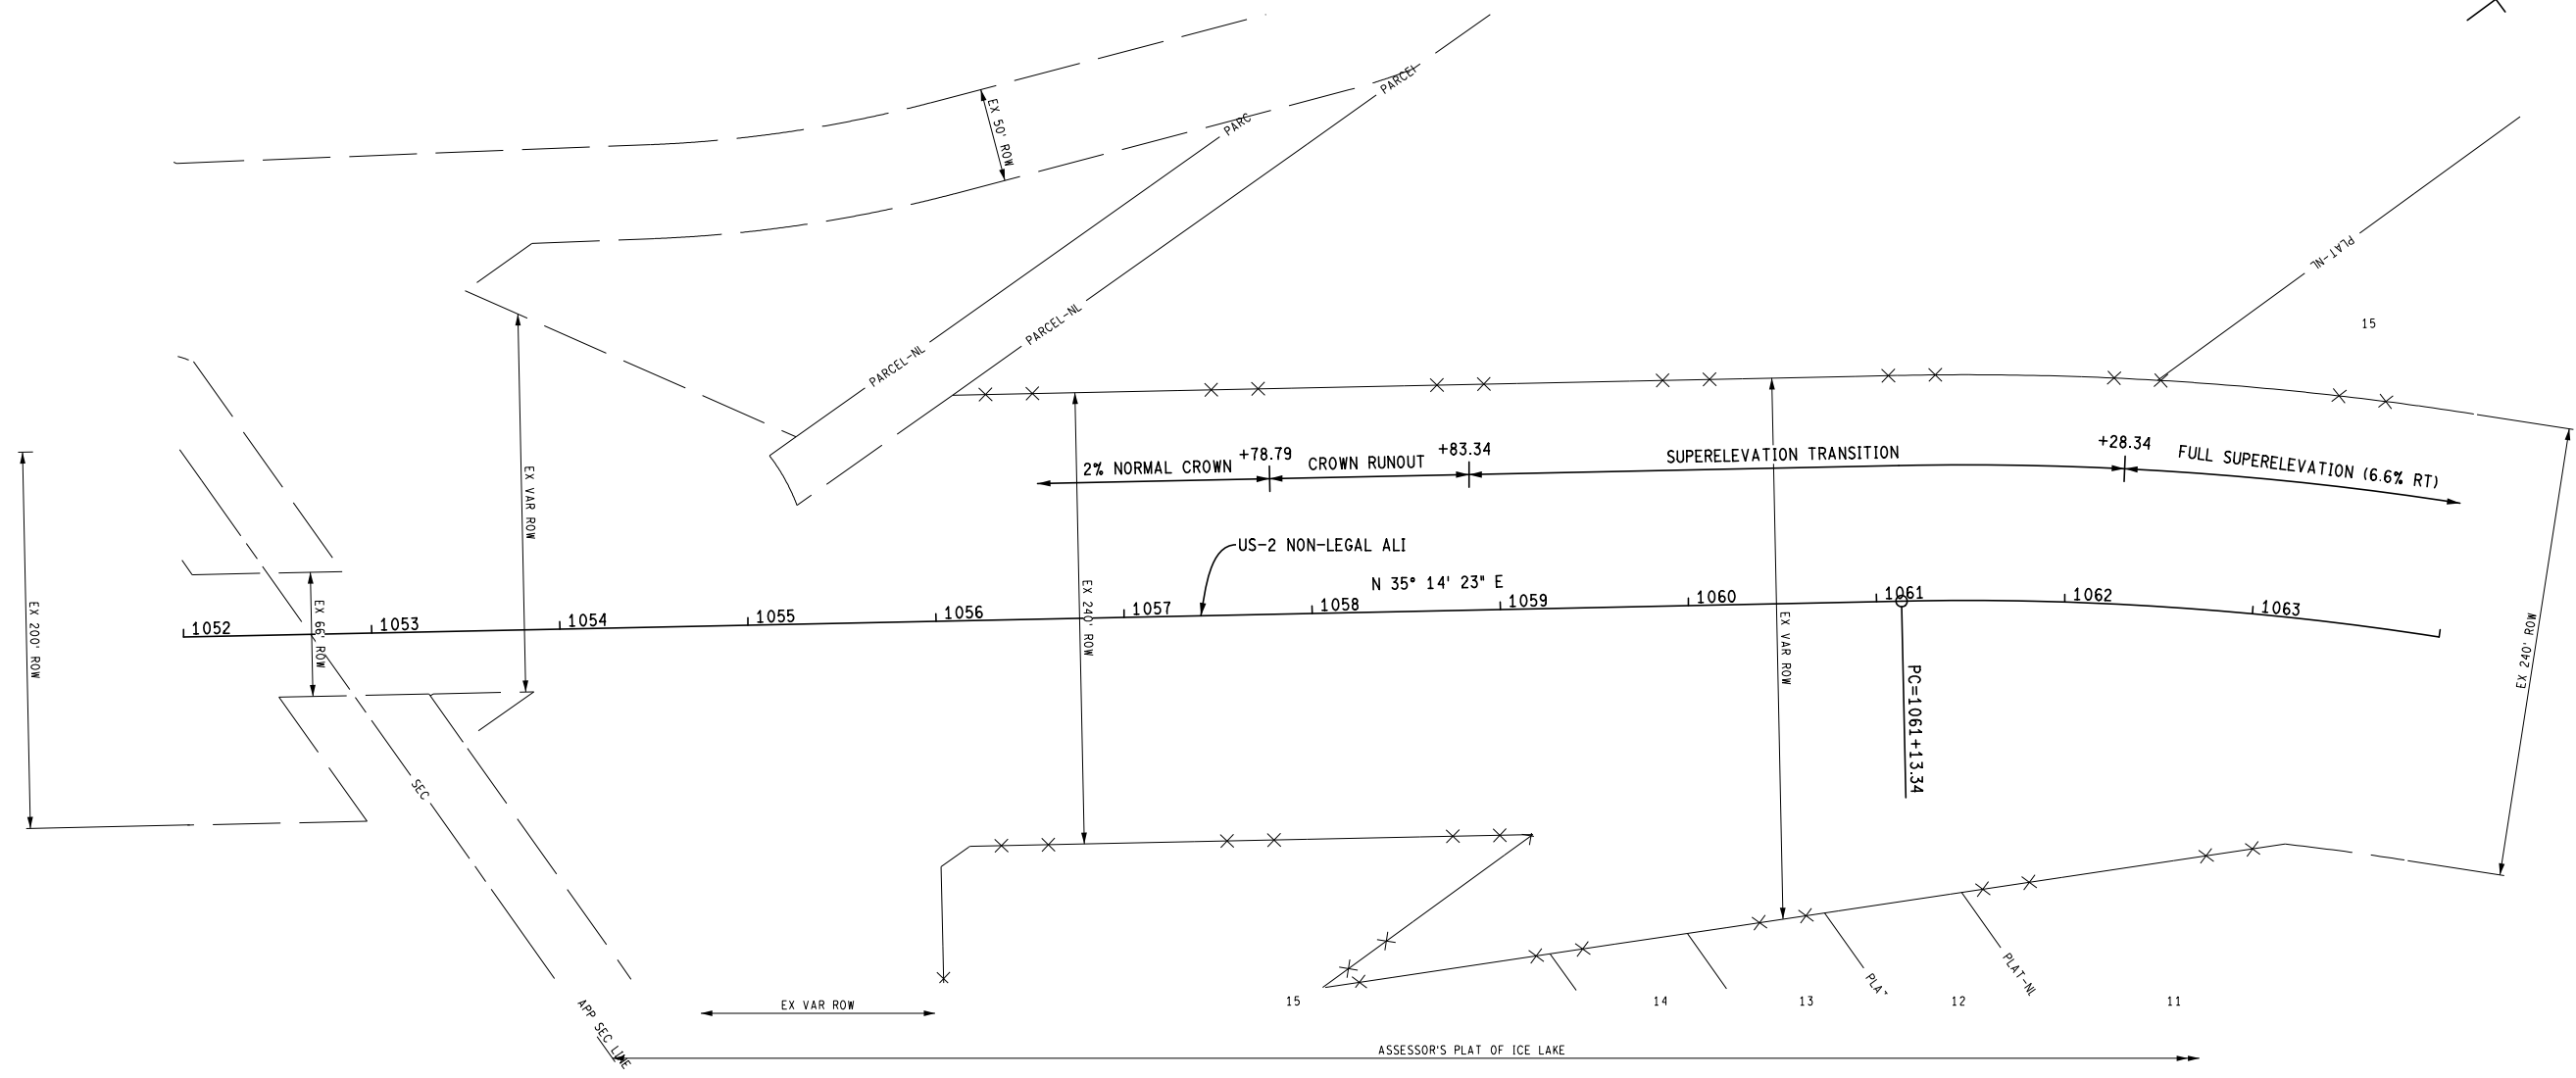 EX 50' ROW
PARC
PARCEL-NL
PARCEL-NL
PLAT-NL
15
EX VAR ROW
2% NORMAL CROWN
+78.79
CROWN RUNOUT
+83.34
SUPERELEVATION TRANSITION
+28.34
FULL SUPERELEVATION (6.6% RT)
US-2 NON-LEGAL ALI
N 35° 14' 23" E
EX 200' ROW
EX 66' ROW
1052
1053
1054
1055
1056
EX 240' ROW
1057
1058
1059
1060
EX VAR ROW
1061
1062
1063
EX 240' ROW
PC=1061+13.34
SEC
APP SEC LINE
EX VAR ROW
15
14
13
12
11
PLAT-NL
ASSESSOR'S PLAT OF ICE LAKE